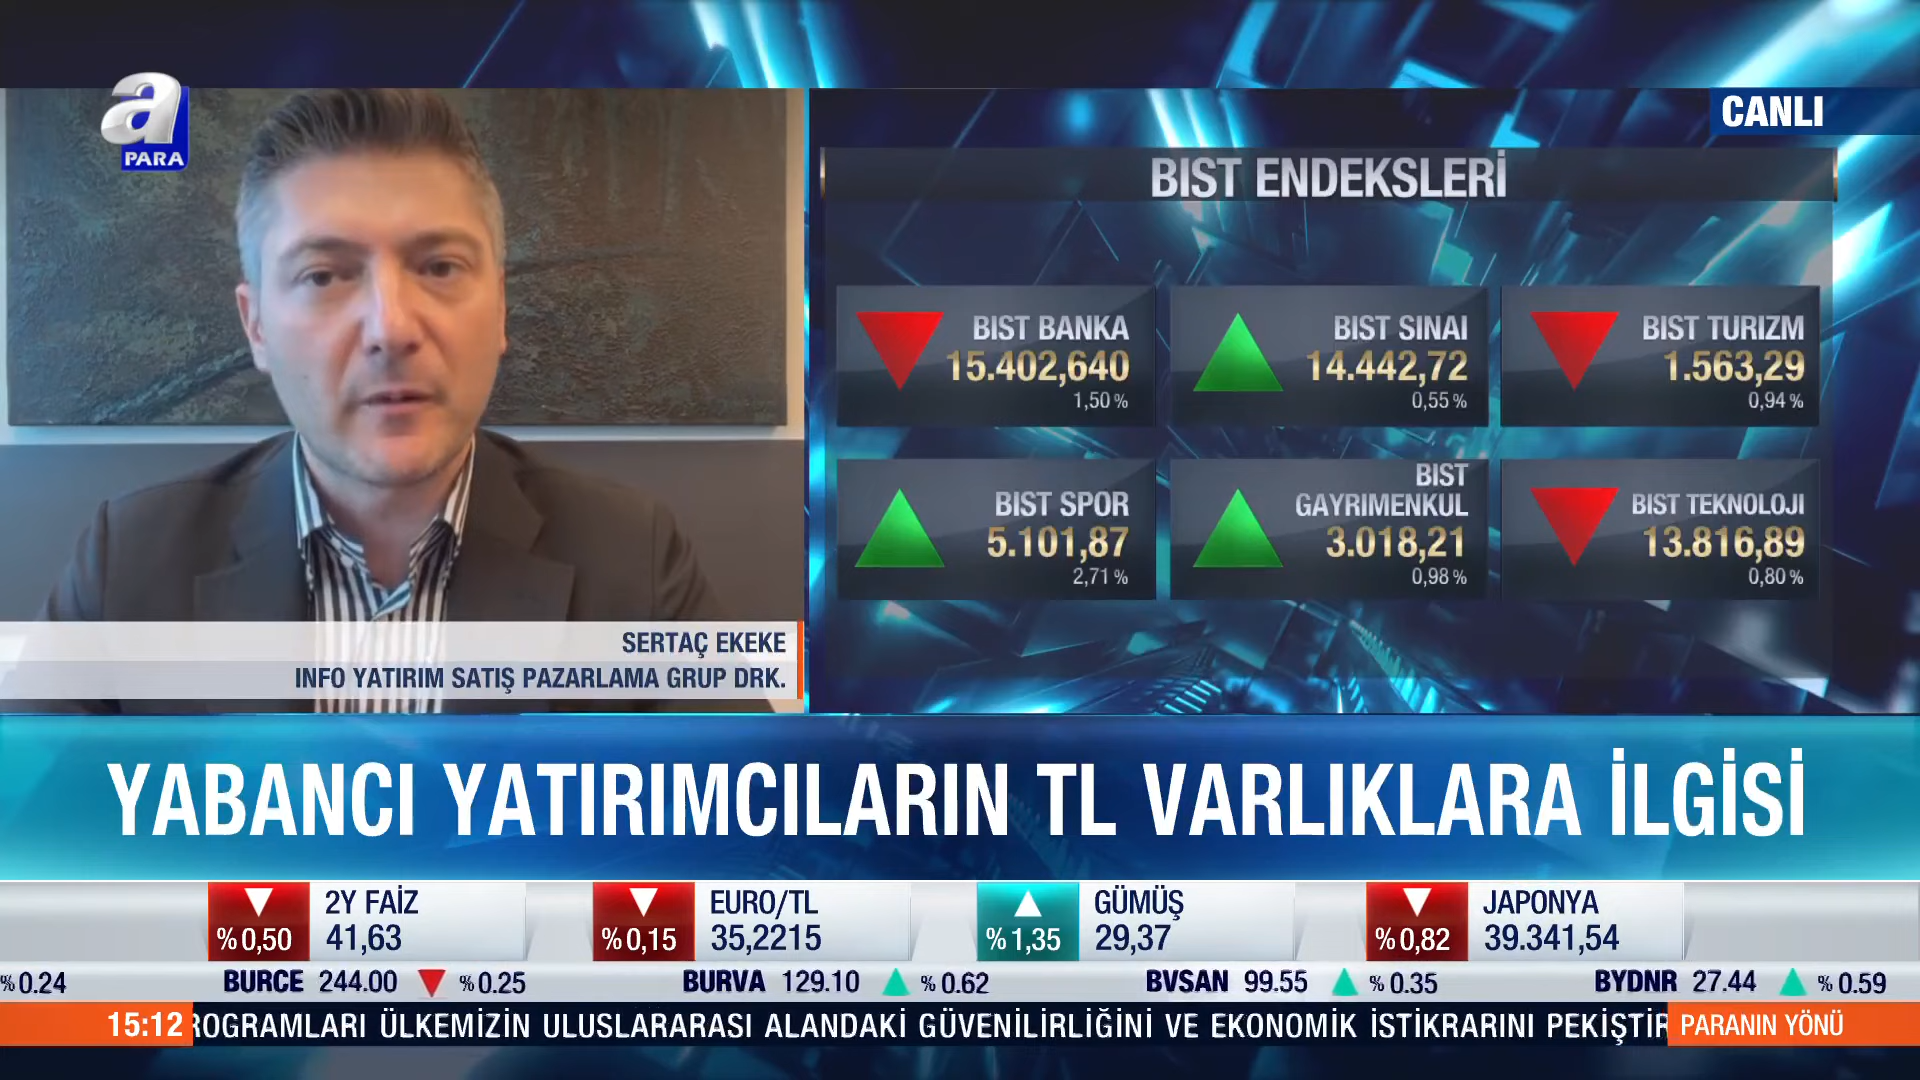 a
PARA
CANLI
BIST ENDEKSLERİ
BIST BANKA
15.402,640
1,50 %
BIST SINAI
14.442,72
0,55 %
BIST TURIZM
1.563,29
0,94 %
BIST SPOR
5.101,87
2,71 %
BIST
GAYRIMENKUL
3.018,21
0,98 %
BIST TEKNOLOJI
13.816,89
0,80 %
SERTAÇ EKEKE
INFO YATIRIM SATIŞ PAZARLAMA GRUP DRK.
YABANCI YATIRIMCILARIN TL VARLIKLARA İLGİSİ
%0,50 2Y FAİZ 41,63
%0,15 EURO/TL 35,2215
%1,35 GÜMÜŞ 29,37
%0,82 JAPONYA 39.341,54
%0.24 BURCE 244.00 %0.25 BURVA 129.10 %0.62 BVSAN 99.55 %0.35 BYDNR 27.44 %0.59
15:12 ROGRAMLARI ÜLKEMİZİN ULUSLARARASI ALANDAKİ GÜVENİLİRLİĞİNİ VE EKONOMİK İSTİKRARINI PEKİŞTİR PARANIN YÖNÜ